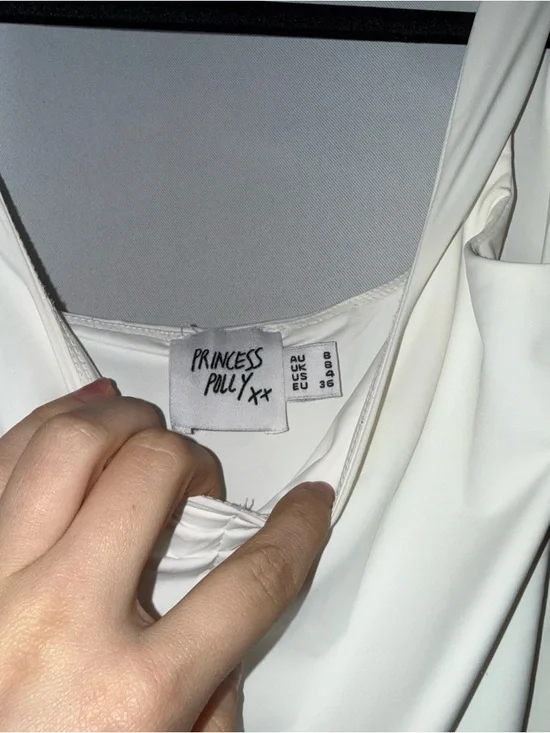 PRINCESS
POLLY xx
AU 8
UK 8
US 4
EU 36